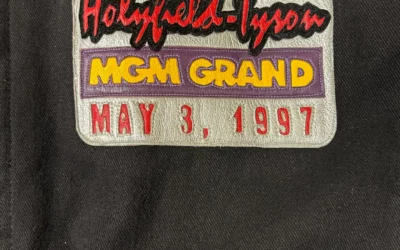 Holyfield-Tyson
MGM GRAND
MAY 3, 1997